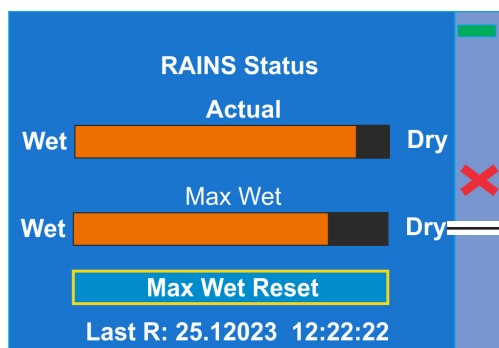 RAINS Status
Actual
Wet Dry
Max Wet
Wet Dry
Max Wet Reset
Last R: 25.12023 12:22:22